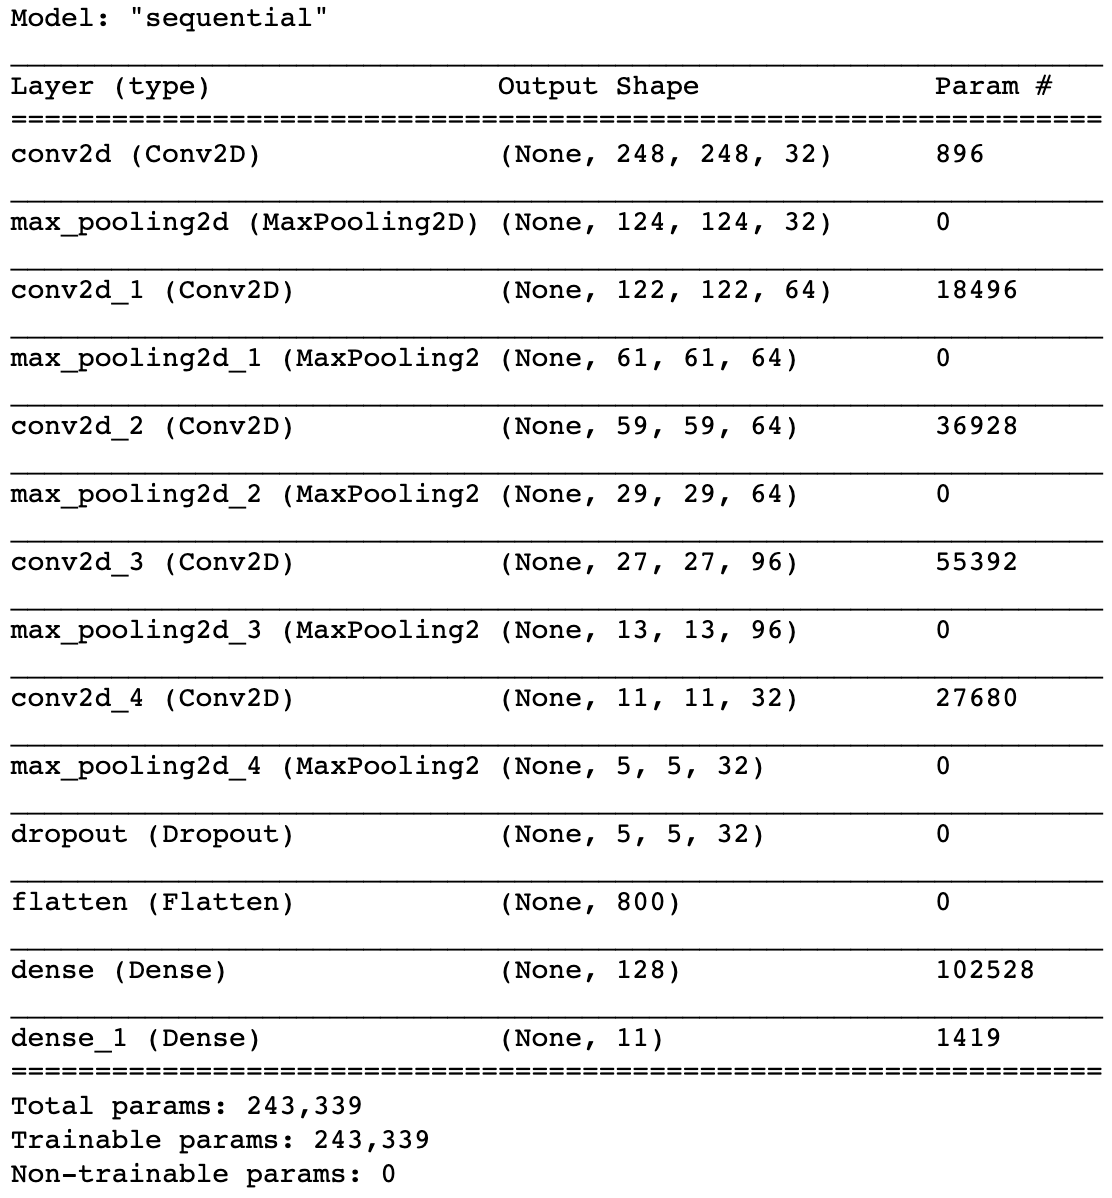 Model: "sequential"
Layer (type) Output Shape Param #
conv2d (Conv2D) (None, 248, 248, 32) 896
max_pooling2d (MaxPooling2D) (None, 124, 124, 32) 0
conv2d_1 (Conv2D) (None, 122, 122, 64) 18496
max_pooling2d_1 (MaxPooling2 (None, 61, 61, 64) 0
conv2d_2 (Conv2D) (None, 59, 59, 64) 36928
max_pooling2d_2 (MaxPooling2 (None, 29, 29, 64) 0
conv2d_3 (Conv2D) (None, 27, 27, 96) 55392
max_pooling2d_3 (MaxPooling2 (None, 13, 13, 96) 0
conv2d_4 (Conv2D) (None, 11, 11, 32) 27680
max_pooling2d_4 (MaxPooling2 (None, 5, 5, 32) 0
dropout (Dropout) (None, 5, 5, 32) 0
flatten (Flatten) (None, 800) 0
dense (Dense) (None, 128) 102528
dense_1 (Dense) (None, 11) 1419
Total params: 243,339
Trainable params: 243,339
Non-trainable params: 0